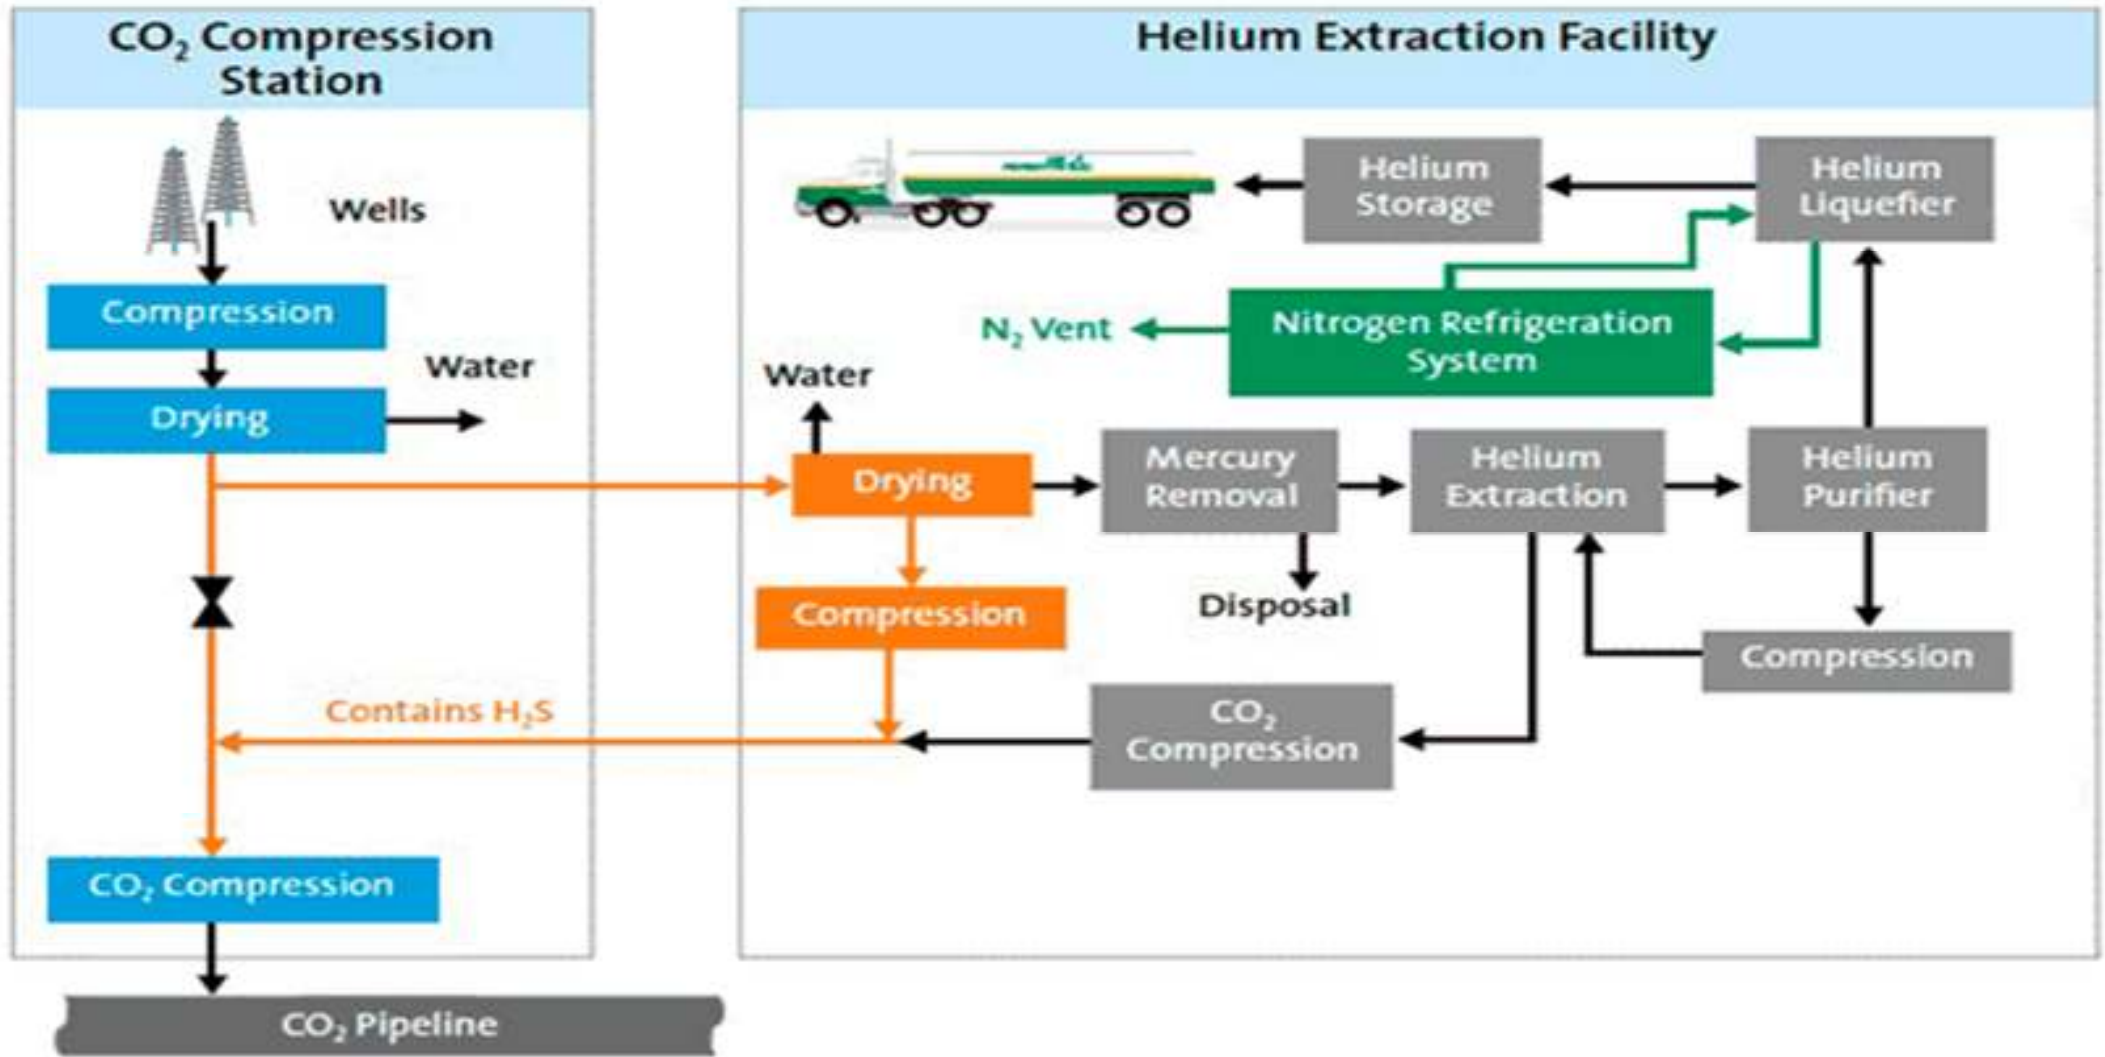 CO₂ Compression
Station
Helium Extraction Facility
Wells
Compression
Water
Drying
Contains H₂S
CO₂ Compression
CO₂ Pipeline
Helium
Storage
Helium
Liquefier
N₂ Vent
Nitrogen Refrigeration
System
Water
Drying
Mercury
Removal
Helium
Extraction
Helium
Purifier
Compression
Disposal
Compression
CO₂
Compression